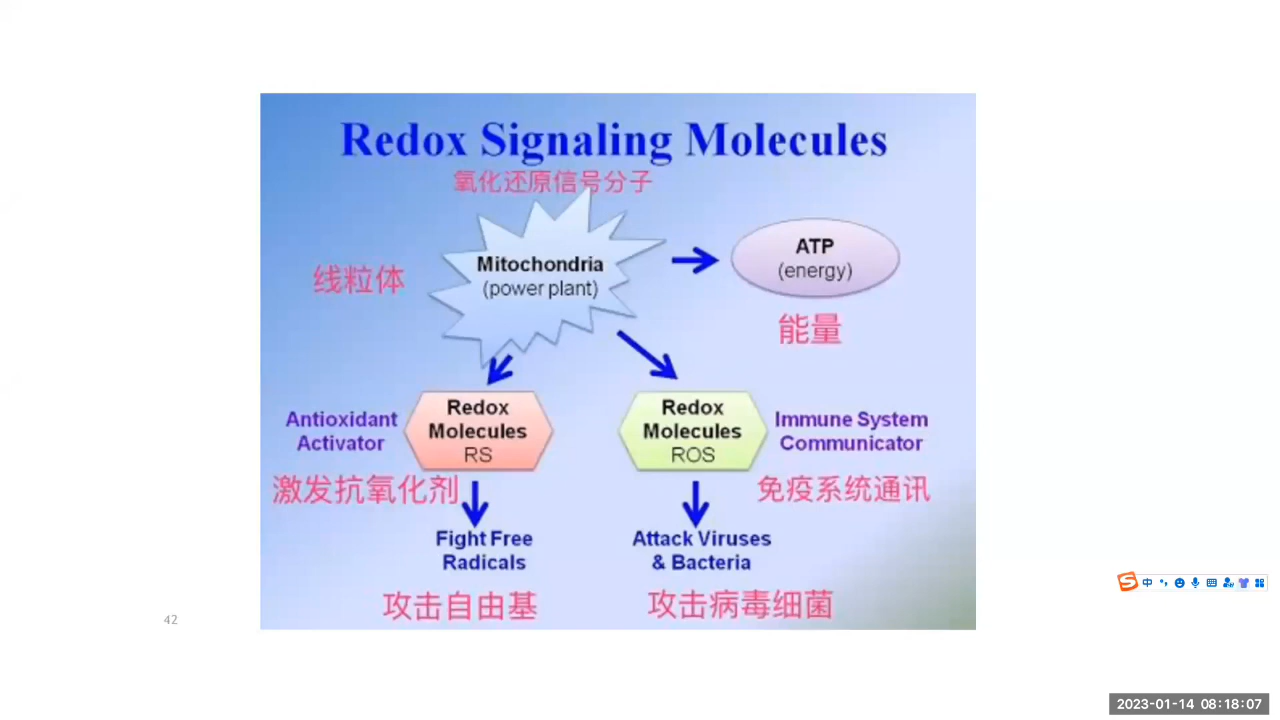 Redox Signaling Molecules
氧化还原信号分子
Mitochondria
(power plant)
线粒体
ATP
(energy)
能量
Antioxidant
Activator
Redox
Molecules
RS
Redox
Molecules
ROS
Immune System
Communicator
激发抗氧化剂
免疫系统通讯
Fight Free
Radicals
Attack Viruses
& Bacteria
攻击自由基
攻击病毒细菌
中
42
2023-01-14 08:18:07